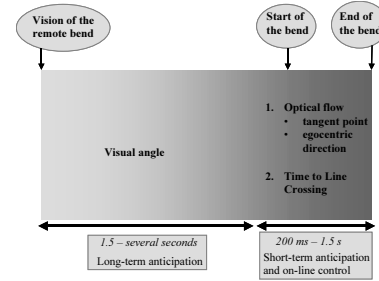 Vision of the
remote bend
Start of
the bend
End of
the bend
Visual angle
1. Optical flow
• tangent point
• egocentric
direction
2. Time to Line
Crossing
1.5 – several seconds
Long-term anticipation
200 ms – 1.5 s
Short-term anticipation
and on-line control